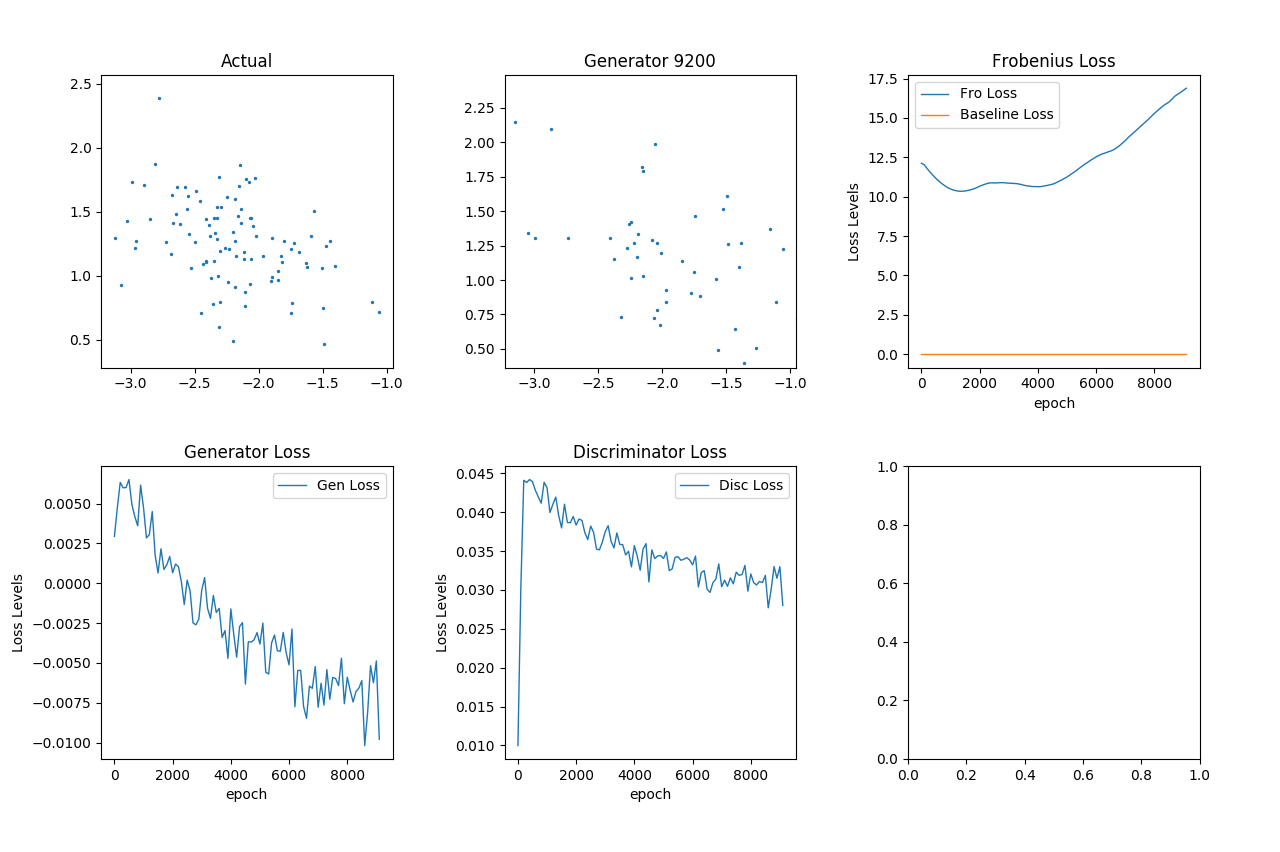 Actual
2.5
2.0
1.5
1.0
0.5
−3.0 −2.5 −2.0 −1.5 −1.0
Generator 9200
2.25
2.00
1.75
1.50
1.25
1.00
0.75
0.50
−3.0 −2.5 −2.0 −1.5 −1.0
Frobenius Loss
Loss Levels
17.5
15.0
12.5
10.0
7.5
5.0
2.5
0.0
Fro Loss
Baseline Loss
0 2000 4000 6000 8000
epoch
Generator Loss
Loss Levels
0.0050
0.0025
0.0000
−0.0025
−0.0050
−0.0075
−0.0100
Gen Loss
0 2000 4000 6000 8000
epoch
Discriminator Loss
Loss Levels
0.045
0.040
0.035
0.030
0.025
0.020
0.015
0.010
Disc Loss
0 2000 4000 6000 8000
epoch
1.0
0.8
0.6
0.4
0.2
0.0
0.0 0.2 0.4 0.6 0.8 1.0